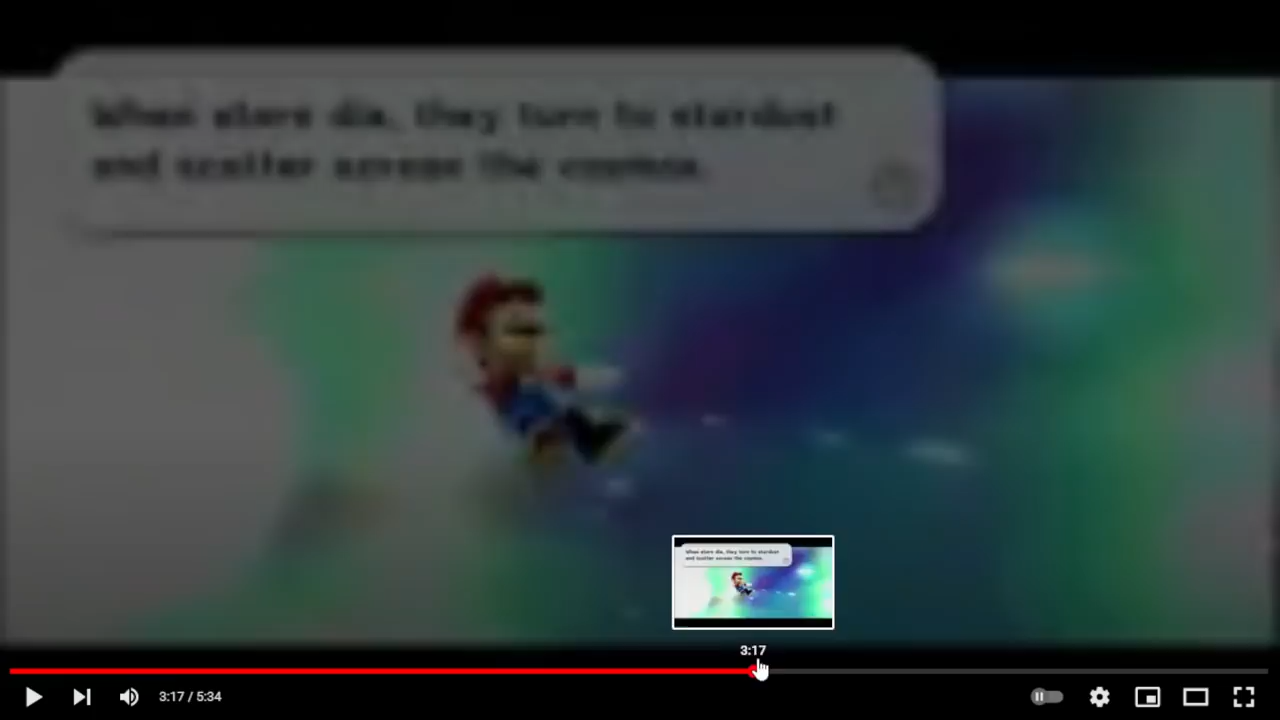 When stars die, they turn to stardust
and scatter across the cosmos.
3:17
3:17 / 5:34